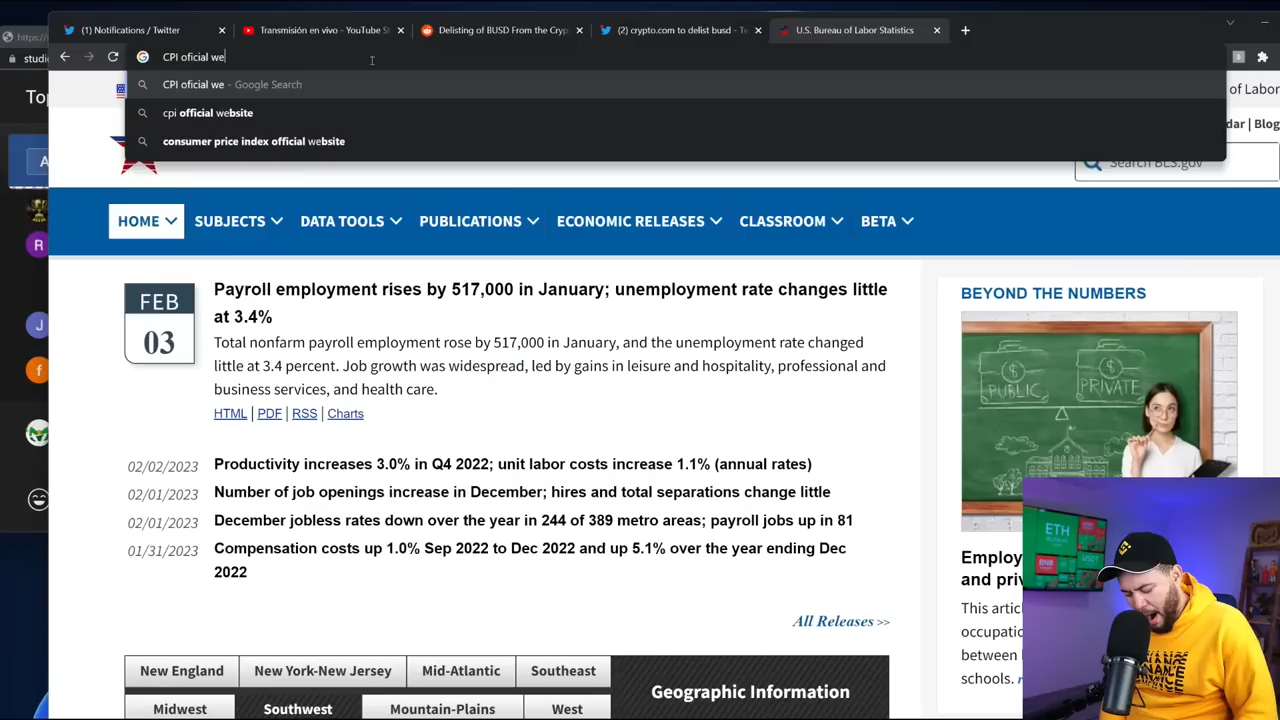 (1) Notifications / Twitter
Transmisión en vivo - YouTube S
Delisting of BUSD From the Cryp
(2) crypto.com to delist busd - Tw
U.S. Bureau of Labor Statistics
https://
CPI oficial we
studi
CPI oficial we - Google Search
cpi official website
consumer price index official website
To
of Labor
dar | Blog
Search BLS.gov
A
HOME
SUBJECTS
DATA TOOLS
PUBLICATIONS
ECONOMIC RELEASES
CLASSROOM
BETA
R
J
f
FEB
03
Payroll employment rises by 517,000 in January; unemployment rate changes little
at 3.4%
Total nonfarm payroll employment rose by 517,000 in January, and the unemployment rate changed
little at 3.4 percent. Job growth was widespread, led by gains in leisure and hospitality, professional and
business services, and health care.
HTML | PDF | RSS | Charts
02/02/2023 Productivity increases 3.0% in Q4 2022; unit labor costs increase 1.1% (annual rates)
02/01/2023 Number of job openings increase in December; hires and total separations change little
02/01/2023 December jobless rates down over the year in 244 of 389 metro areas; payroll jobs up in 81
01/31/2023 Compensation costs up 1.0% Sep 2022 to Dec 2022 and up 5.1% over the year ending Dec
2022
All Releases >>
New England
New York-New Jersey
Mid-Atlantic
Southeast
Midwest
Southwest
Mountain-Plains
West
Geographic Information
BEYOND THE NUMBERS
PUBLIC
PRIVATE
Employ
and priv
This artic
occupatio
between
schools.
ETH
BNB
USDT